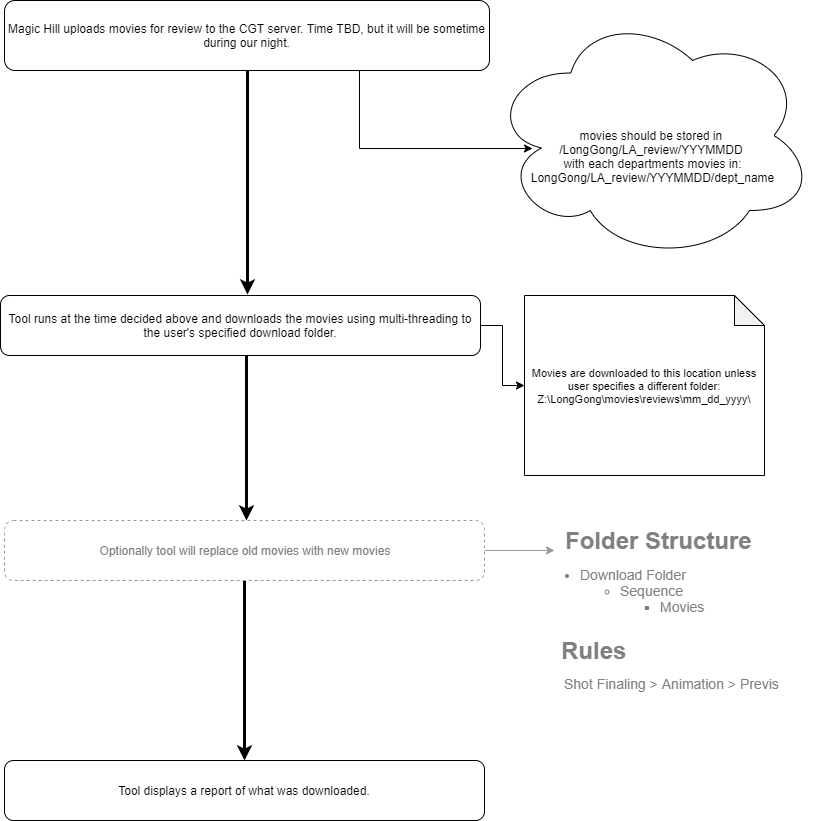 Magic Hill uploads movies for review to the CGT server. Time TBD, but it will be sometime
during our night.
movies should be stored in
/LongGong/LA_review/YYYMMDD
with each departments movies in:
LongGong/LA_review/YYYMMDD/dept_name
Tool runs at the time decided above and downloads the movies using multi-threading to
the user's specified download folder.
Movies are downloaded to this location unless
user specifies a different folder:
Z:\LongGong\movies\reviews\mm_dd_yyyy\
Optionally tool will replace old movies with new movies
Folder Structure
• Download Folder
○ Sequence
▪ Movies
Rules
Shot Finaling > Animation > Previs
Tool displays a report of what was downloaded.